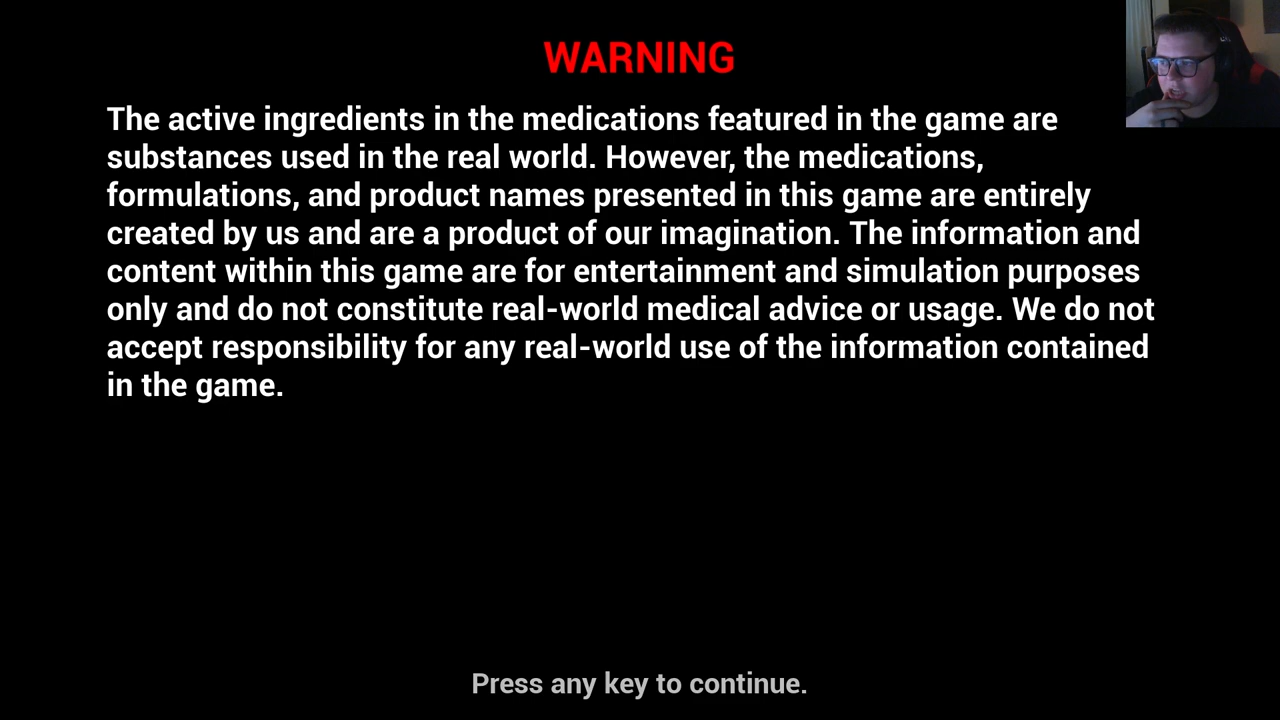 WARNING
The active ingredients in the medications featured in the game are
substances used in the real world. However, the medications,
formulations, and product names presented in this game are entirely
created by us and are a product of our imagination. The information and
content within this game are for entertainment and simulation purposes
only and do not constitute real-world medical advice or usage. We do not
accept responsibility for any real-world use of the information contained
in the game.
Press any key to continue.